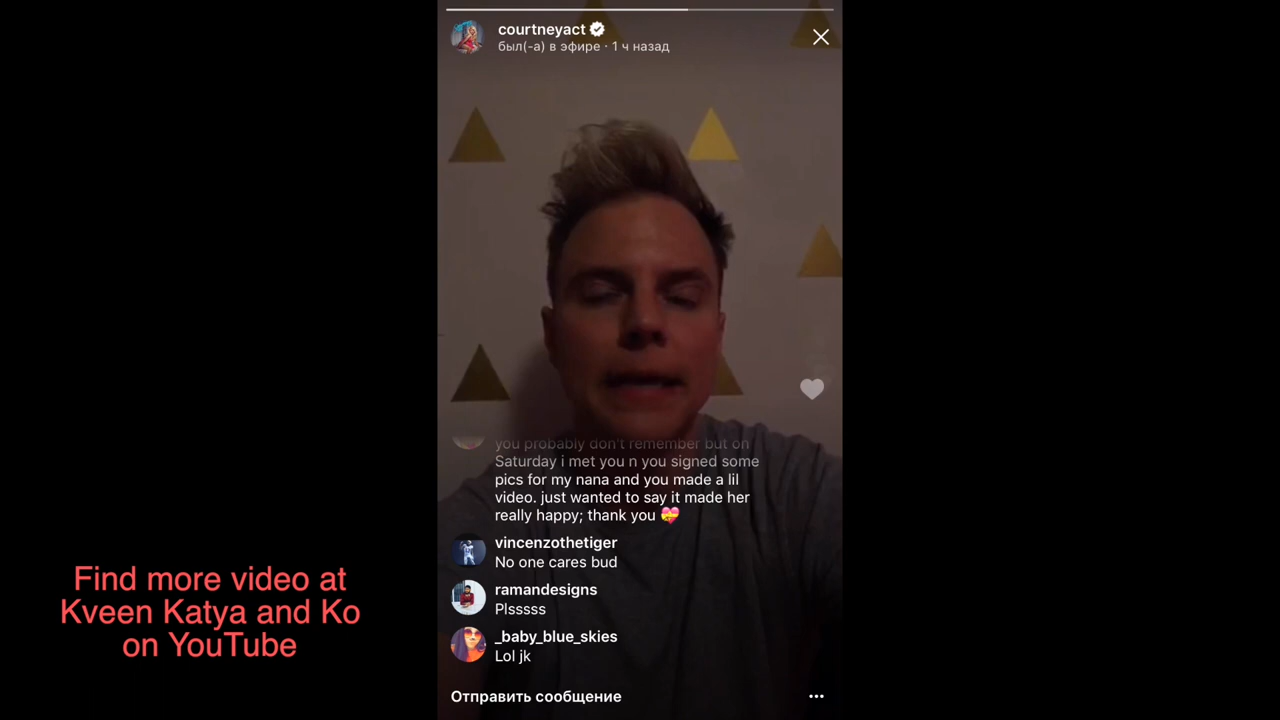 courtneyact
был(-а) в эфире · 1 ч назад
you probably don't remember but on
Saturday i met you n you signed some
pics for my nana and you made a lil
video. just wanted to say it made her
really happy; thank you 💝
vincenzothetiger
No one cares bud
ramandesigns
Plsssss
_baby_blue_skies
Lol jk
Отправить сообщение
Find more video at
Kveen Katya and Ko
on YouTube